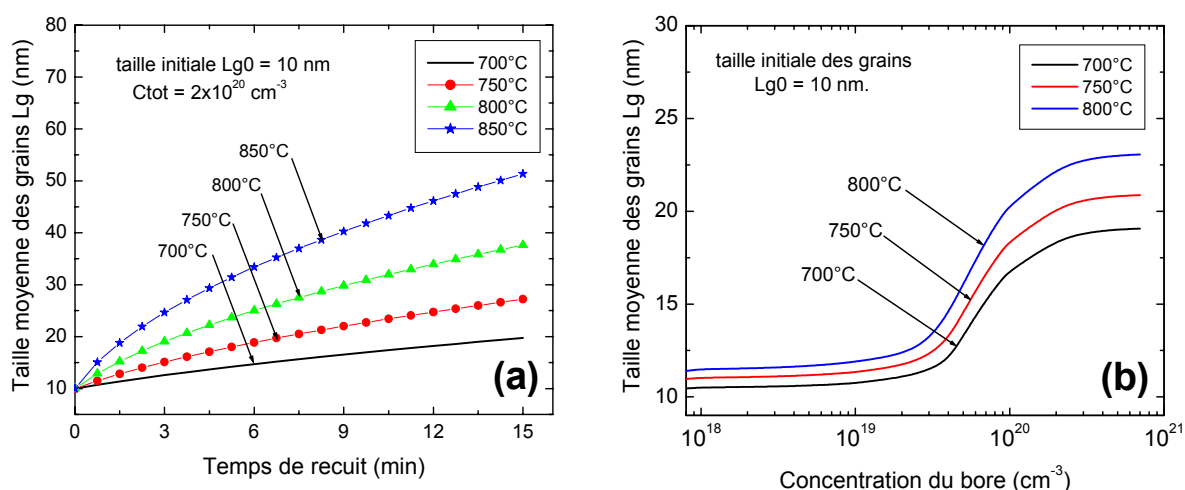 80
70
60
50
40
30
20
10
Taille moyenne des grains Lg (nm)
taille initiale Lg0 = 10 nm
Ctot = 2x10^20 cm^-3
700°C
750°C
800°C
850°C
850°C
800°C
750°C
700°C
(a)
0 3 6 9 12 15
Temps de recuit (min)
30
25
20
15
10
Taille moyenne des grains Lg (nm)
taille initiale des grains
Lg0 = 10 nm.
700°C
750°C
800°C
800°C
750°C
700°C
(b)
10^18 10^19 10^20 10^21
Concentration du bore (cm^-3)